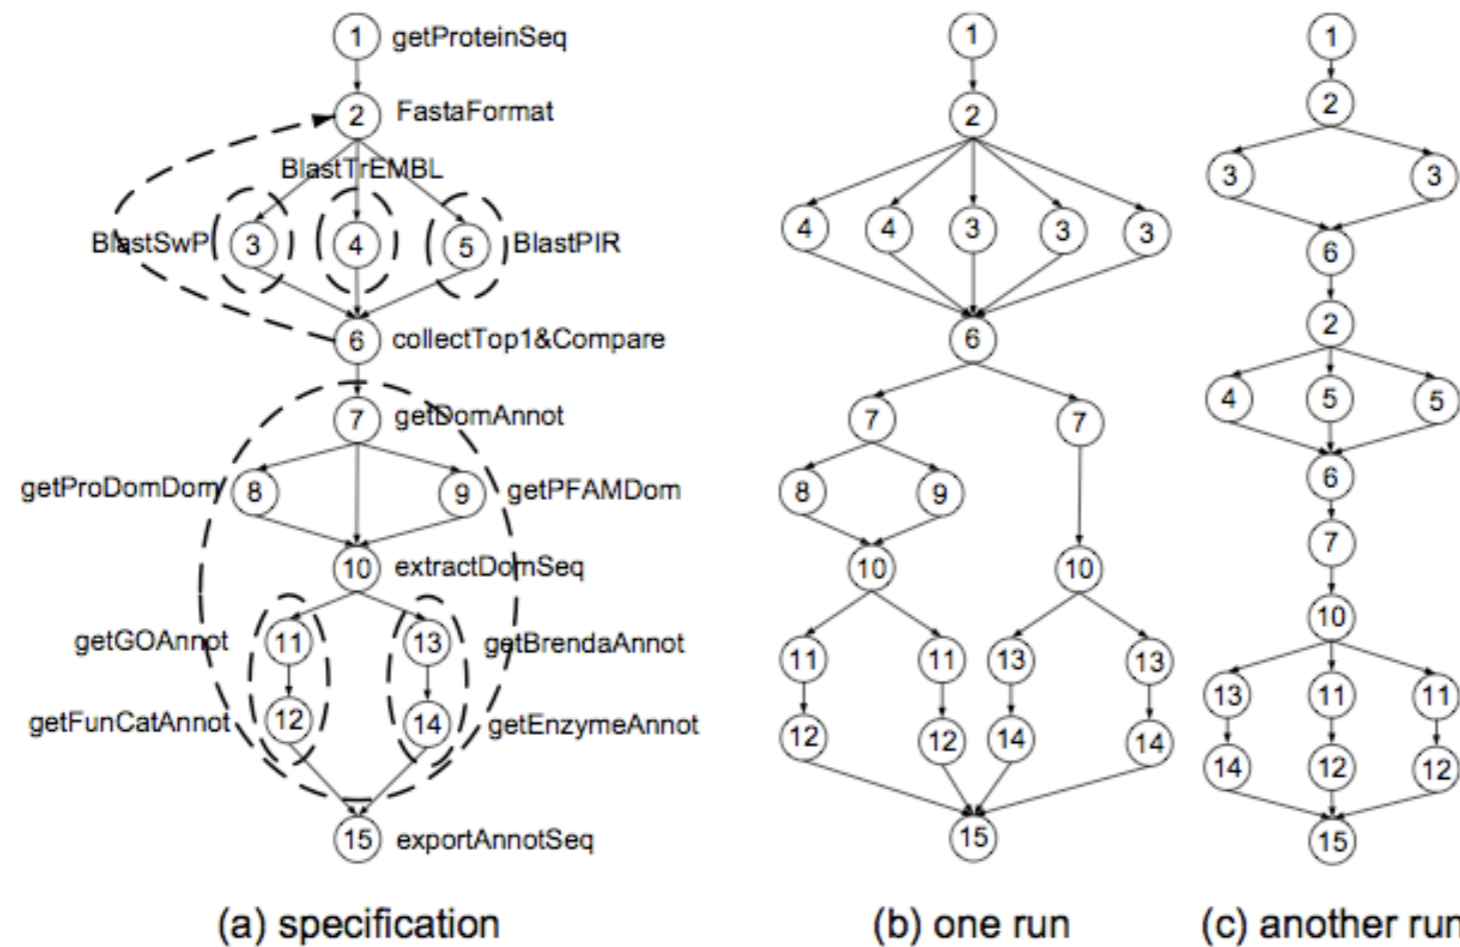 1 getProteinSeq
2 FastaFormat
BlastTrEMBL
BlastSwP 3 4 5 BlastPIR
6 collectTop1&Compare
7 getDomAnnot
getProDomDom 8 9 getPFAMDom
10 extractDomSeq
getGOAnnot 11 13 getBrendaAnnot
getFunCatAnnot 12 14 getEnzymeAnnot
15 exportAnnotSeq
(a) specification
1
2
4 4 3 3 3
6
7 7
8 9
10 10
11 11 13 13
12 12 14 14
15
(b) one run
1
2
3 3
6
2
4 5 5
6
7
10
13 11 11
14 12 12
15
(c) another run